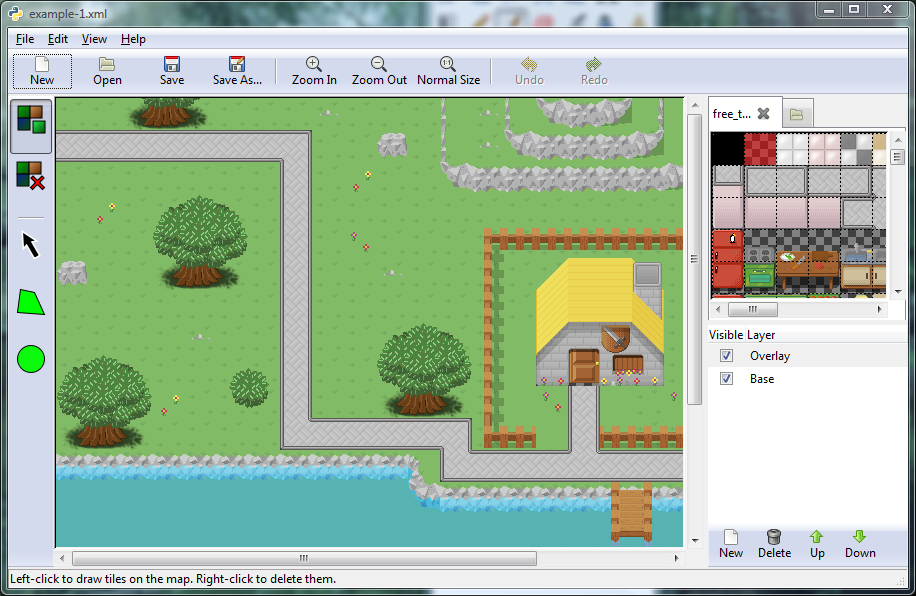 example-1.xml
File Edit View Help
New Open Save Save As... Zoom In Zoom Out Normal Size Undo Redo
free_t...
Visible Layer
Overlay
Base
New Delete Up Down
Left-click to draw tiles on the map. Right-click to delete them.